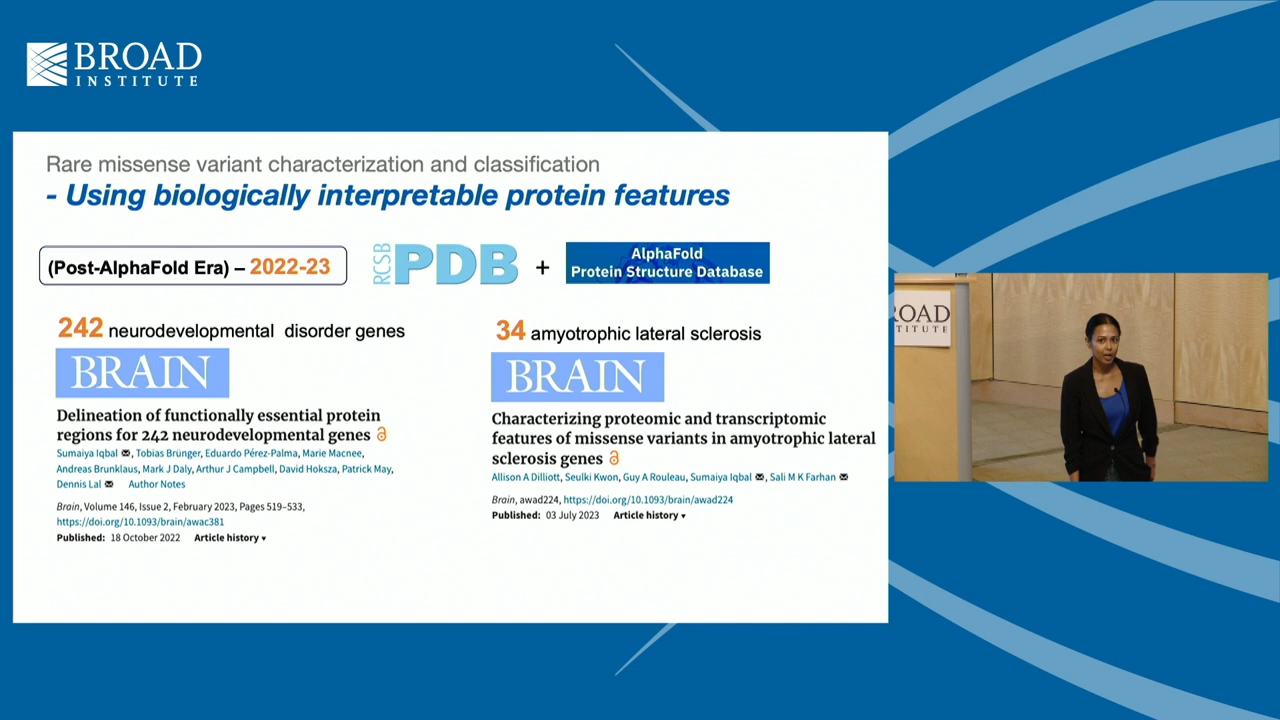 BROAD
INSTITUTE
Rare missense variant characterization and classification
- Using biologically interpretable protein features
(Post-AlphaFold Era) – 2022-23
RCSB PDB + AlphaFold
Protein Structure Database
242 neurodevelopmental disorder genes
BRAIN
Delineation of functionally essential protein
regions for 242 neurodevelopmental genes
Sumaiya Iqbal, Tobias Brünger, Eduardo Pérez-Palma, Marie Macnee,
Andreas Brunklaus, Mark J Daly, Arthur J Campbell, David Hoksza, Patrick May,
Dennis Lal Author Notes
Brain, Volume 146, Issue 2, February 2023, Pages 519–533,
https://doi.org/10.1093/brain/awac381
Published: 18 October 2022 Article history ▾
34 amyotrophic lateral sclerosis
BRAIN
Characterizing proteomic and transcriptomic
features of missense variants in amyotrophic lateral
sclerosis genes
Allison A Dilliott, Seulki Kwon, Guy A Rouleau, Sumaiya Iqbal, Sali M K Farhan
Brain, awad224, https://doi.org/10.1093/brain/awad224
Published: 03 July 2023 Article history ▾
ROAD
TITUTE